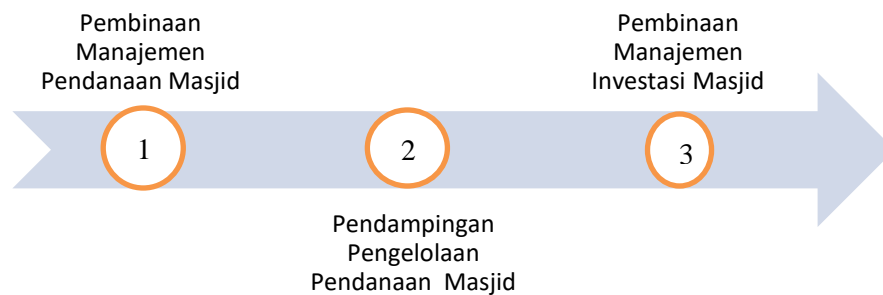 Pembinaan
Manajemen
Pendanaan Masjid
1
2
Pendampingan
Pengelolaan
Pendanaan  Masjid
Pembinaan
Manajemen
Investasi Masjid
3